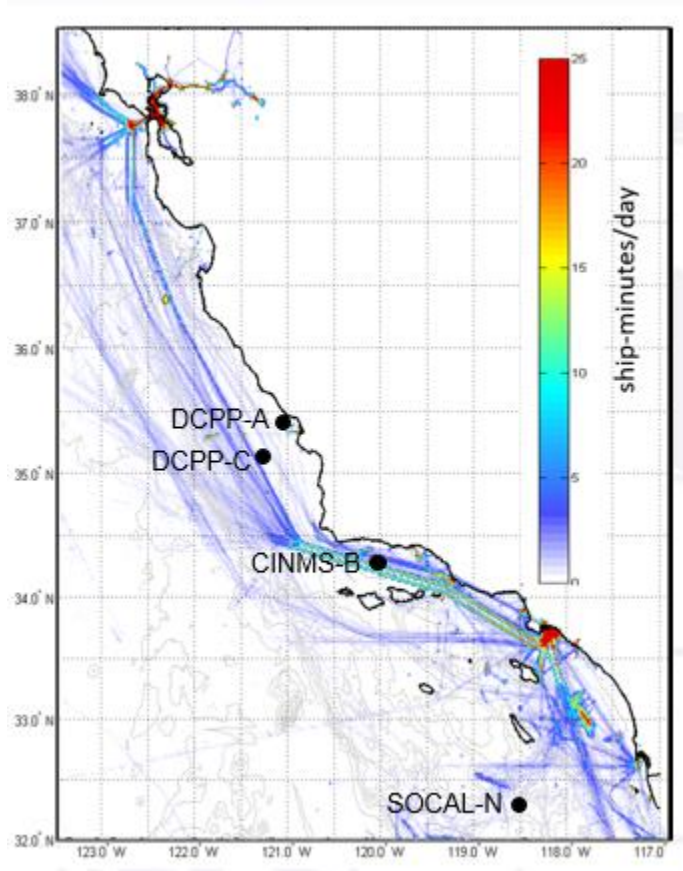 25
38.0° N
20
37.0° N
15
ship-minutes/day
36.0° N
10
DCPP-A
DCPP-C
35.0° N
5
CINMS-B
0
34.0° N
33.0° N
SOCAL-N
32.0° N
123.0° W 122.0° W 121.0° W 120.0° W 119.0° W 118.0° W 117.0